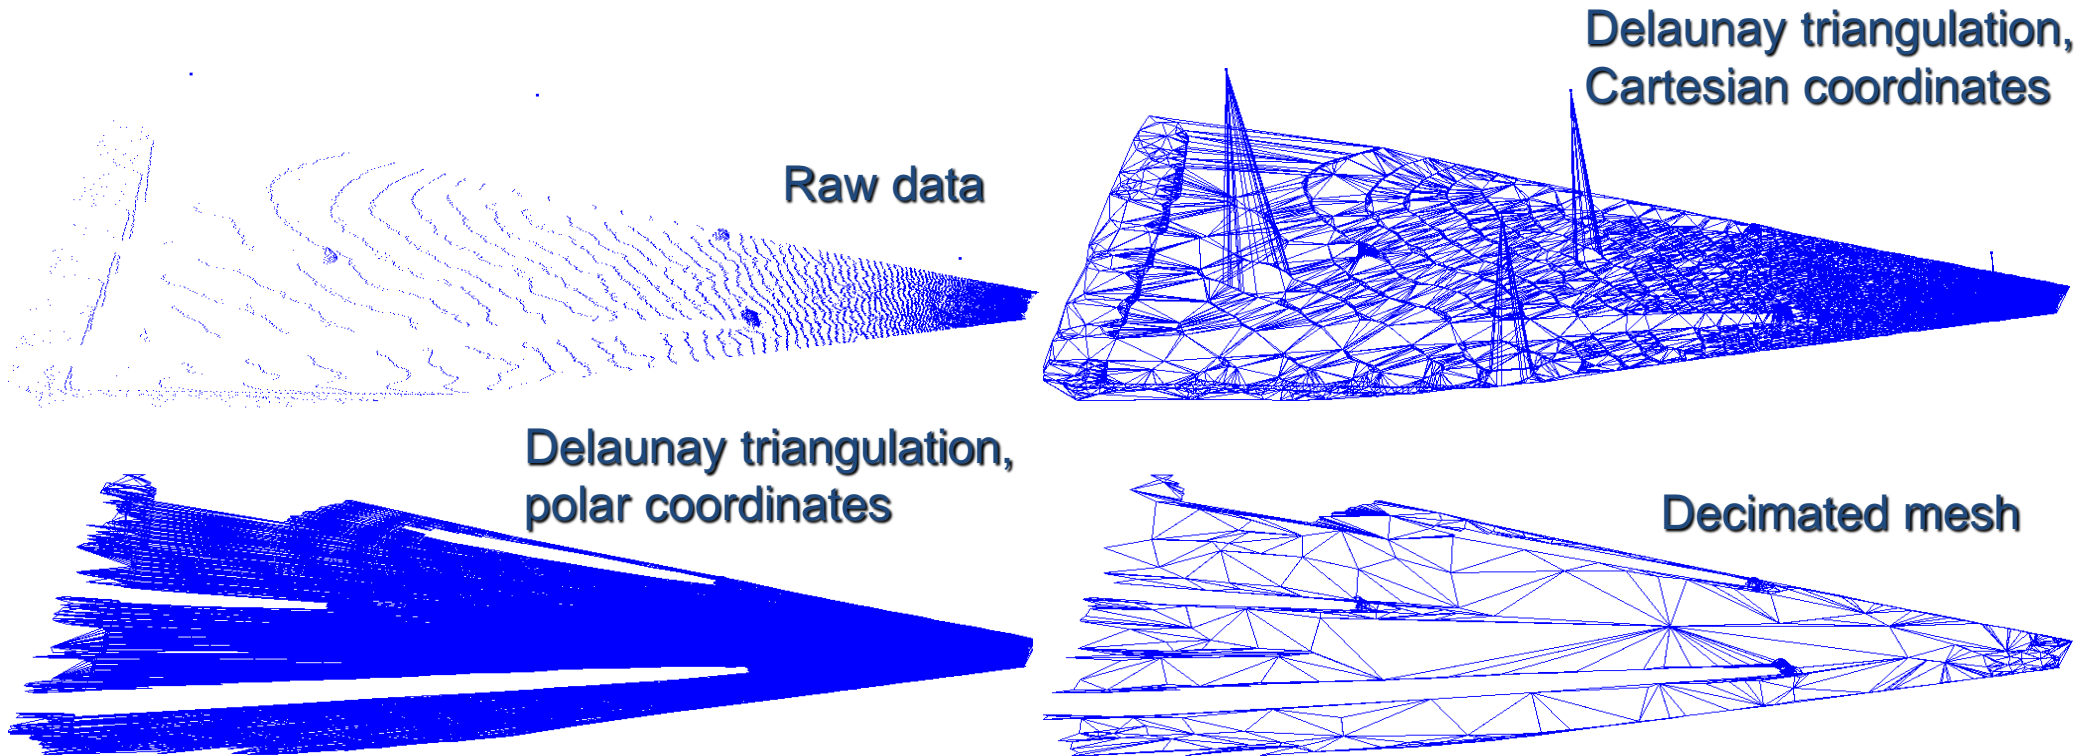 Raw data
Delaunay triangulation,
Cartesian coordinates
Delaunay triangulation,
polar coordinates
Decimated mesh